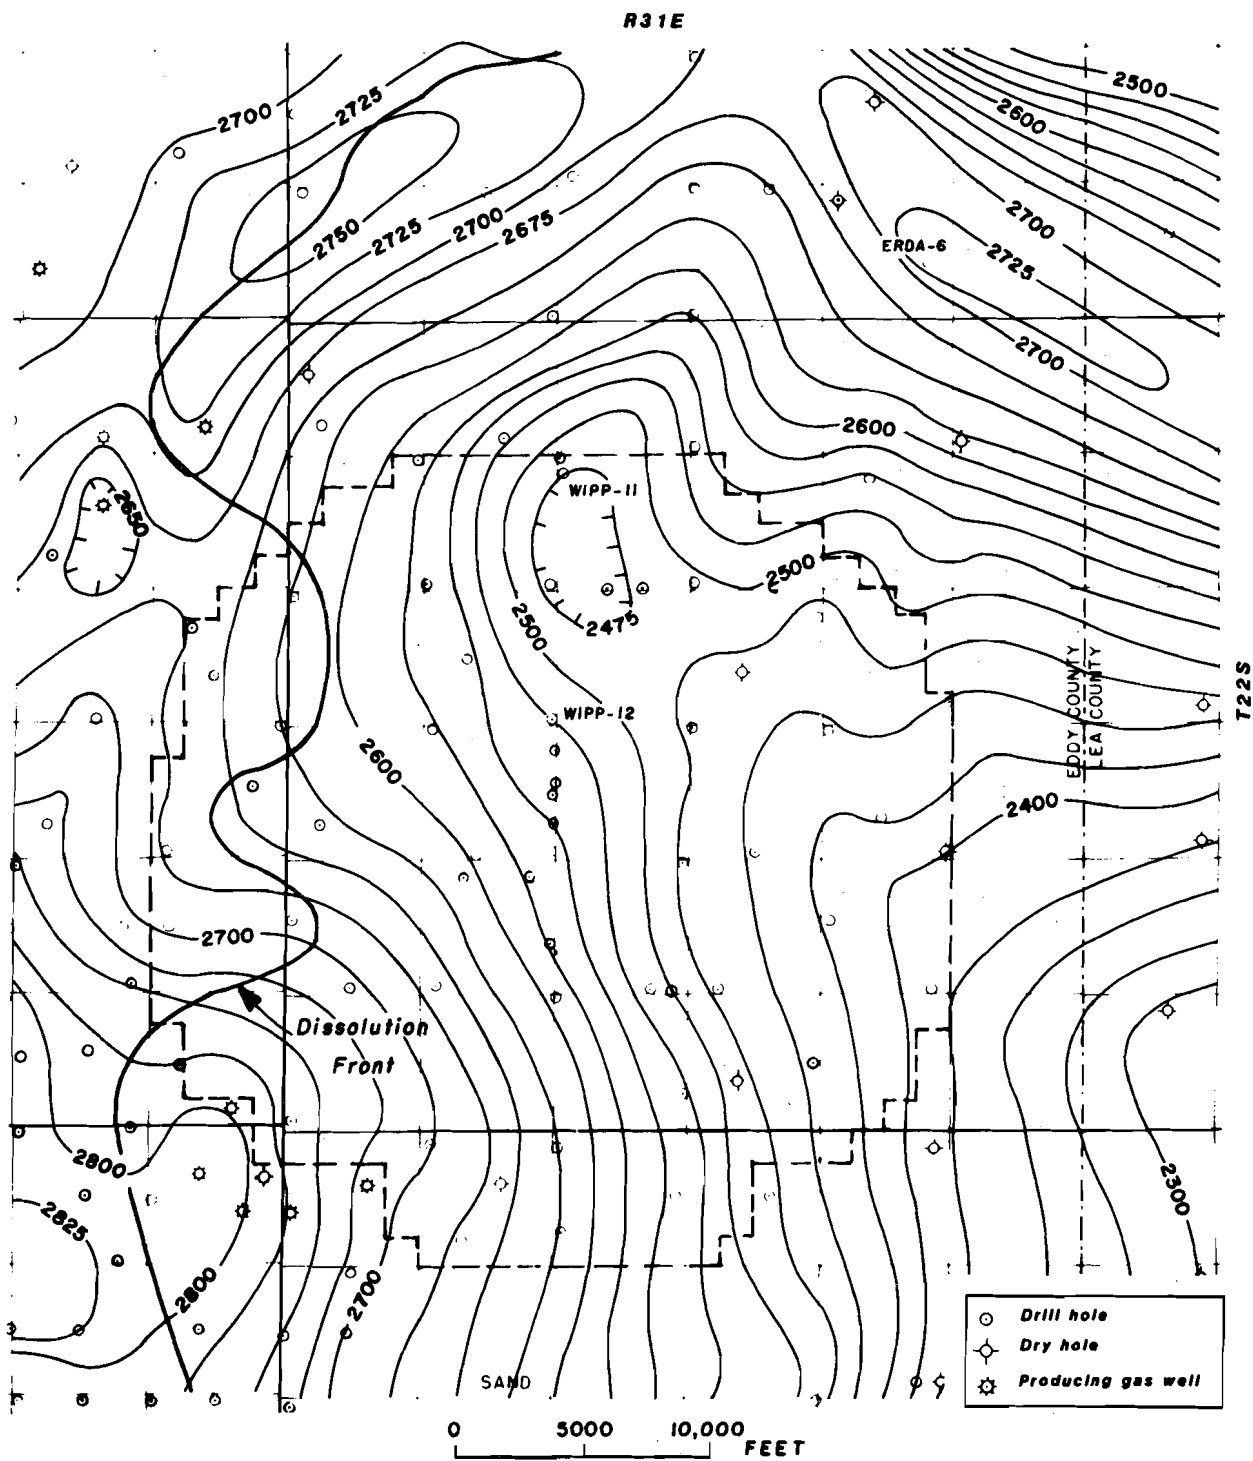 R31E
2500
2725
2700
2600
2700
2725
2700
2675
2750
ERDA-6
2725
2700
2600
2650
WIPP-11
2500
2475
2500
EDDY COUNTY
LEA COUNTY
T22S
WIPP-12
2600
2400
2700
Dissolution
Front
2800
2825
2300
2800
2700
SAND
Drill hole
Dry hole
Producing gas well
0 5000 10,000
FEET